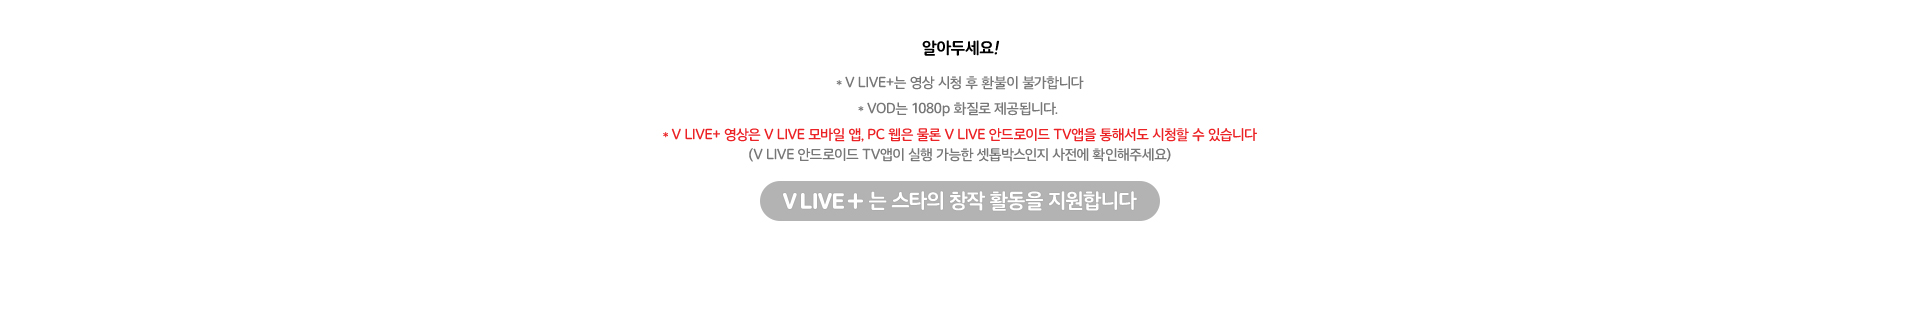 알아두세요!
* V LIVE+는 영상 시청 후 환불이 불가합니다
* VOD는 1080p 화질로 제공됩니다.
* V LIVE+ 영상은 V LIVE 모바일 앱, PC 웹은 물론 V LIVE 안드로이드 TV앱을 통해서도 시청할 수 있습니다
(V LIVE 안드로이드 TV앱이 실행 가능한 셋톱박스인지 사전에 확인해주세요)
V LIVE+ 는 스타의 창작 활동을 지원합니다